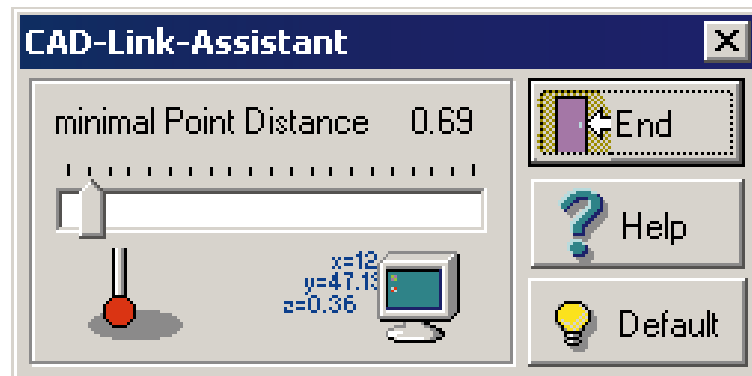 CAD-Link-Assistant
minimal Point Distance 0.69
End
Help
Default
x=12
y=47.13
z=0.36